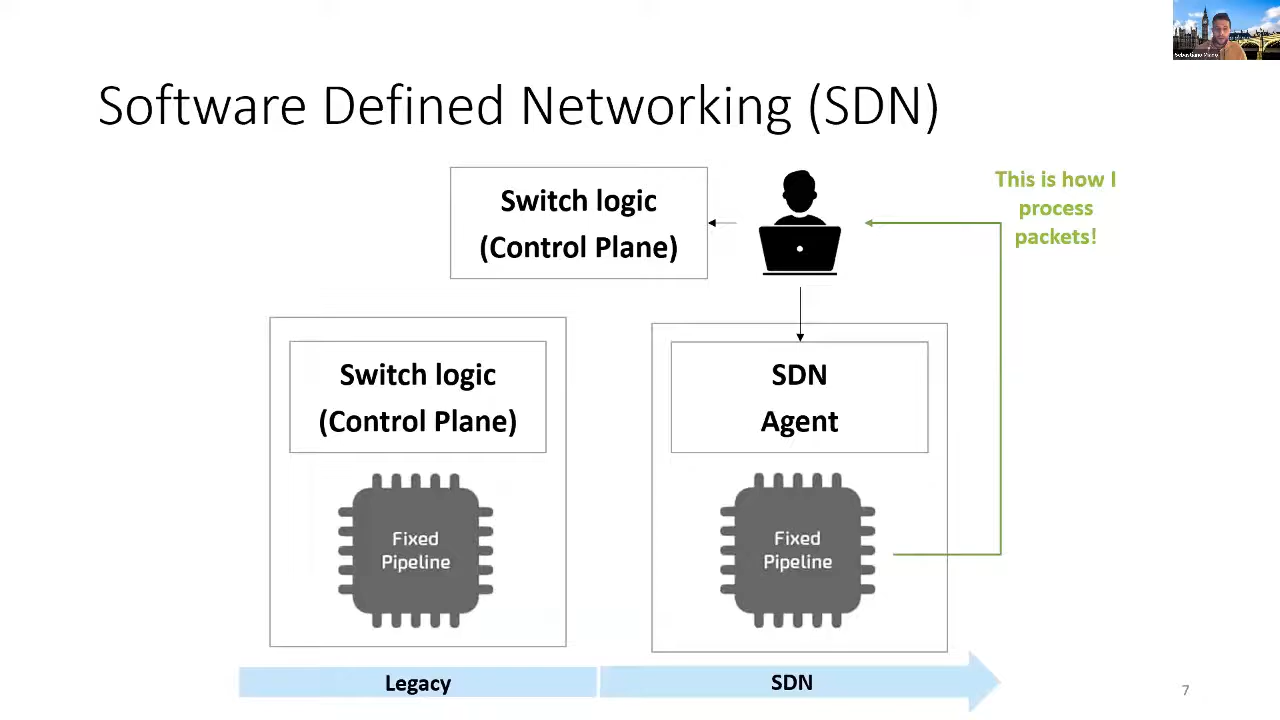 Software Defined Networking (SDN)
Switch logic
(Control Plane)
This is how I
process
packets!
Switch logic
(Control Plane)
SDN
Agent
Fixed
Pipeline
Fixed
Pipeline
Legacy
SDN
7